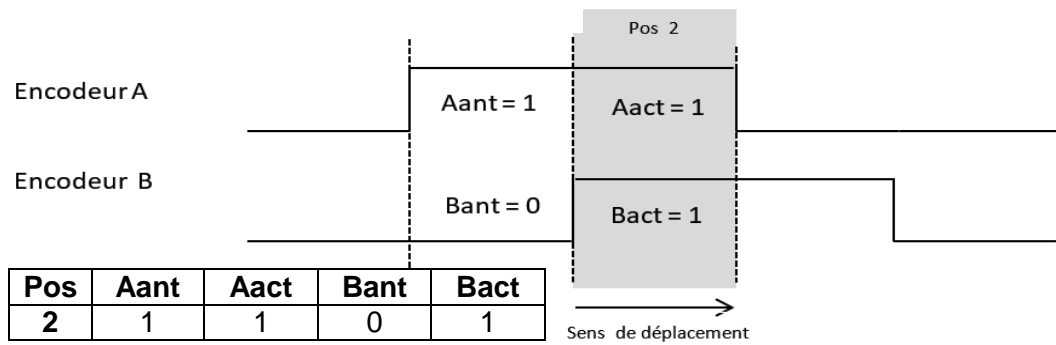 Pos 2
Encodeur A
Aant = 1
Aact = 1
Encodeur B
Bant = 0
Bact = 1
Pos Aant Aact Bant Bact
2 1 1 0 1
Sens de déplacement